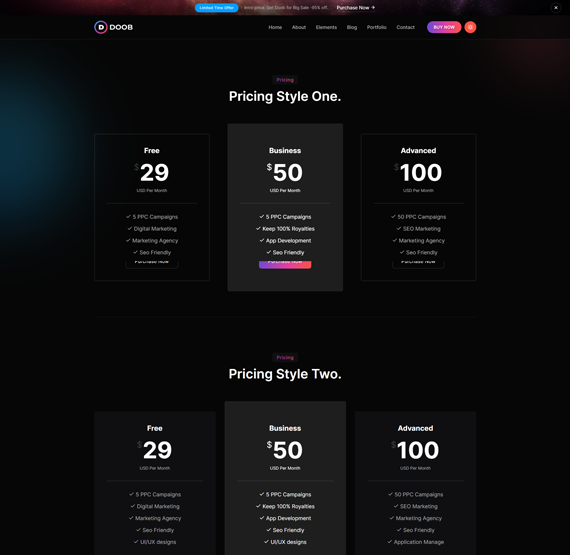 Limited Time Offer
Intro price. Get Doob for Big Sale -95% off.
Purchase Now
DOOB
Home
About
Elements
Blog
Portfolio
Contact
BUY NOW
Pricing
Pricing Style One.
Free
$29
USD Per Month
5 PPC Campaigns
Digital Marketing
Marketing Agency
Seo Friendly
Purchase Now
Business
$50
USD Per Month
5 PPC Campaigns
Keep 100% Royalties
App Development
Seo Friendly
Purchase Now
Advanced
$100
USD Per Month
50 PPC Campaigns
SEO Marketing
Marketing Agency
Seo Friendly
Purchase Now
Pricing
Pricing Style Two.
Free
$29
USD Per Month
5 PPC Campaigns
Digital Marketing
Marketing Agency
Seo Friendly
UI/UX designs
Business
$50
USD Per Month
5 PPC Campaigns
Keep 100% Royalties
App Development
Seo Friendly
UI/UX designs
Advanced
$100
USD Per Month
50 PPC Campaigns
SEO Marketing
Marketing Agency
Seo Friendly
Application Manage